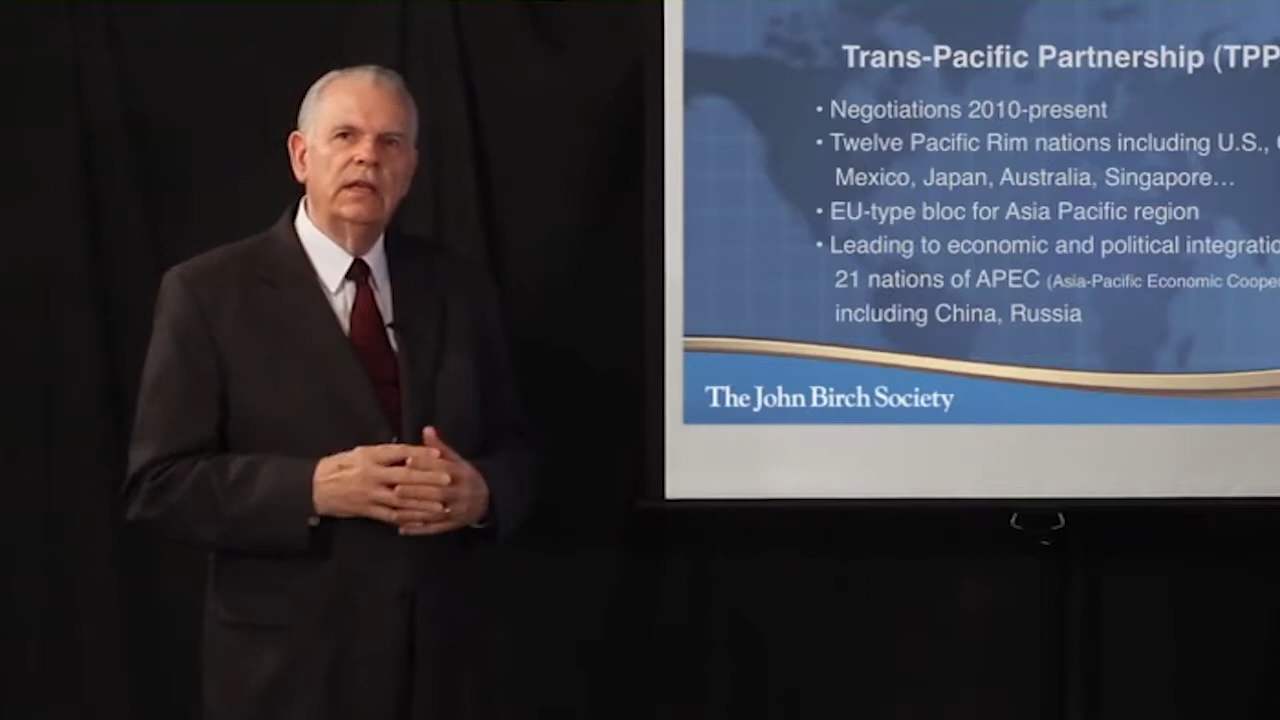 Trans-Pacific Partnership (TPP
• Negotiations 2010-present
• Twelve Pacific Rim nations including U.S.,
Mexico, Japan, Australia, Singapore...
• EU-type bloc for Asia Pacific region
• Leading to economic and political integratio
21 nations of APEC (Asia-Pacific Economic Cooper
including China, Russia
The John Birch Society